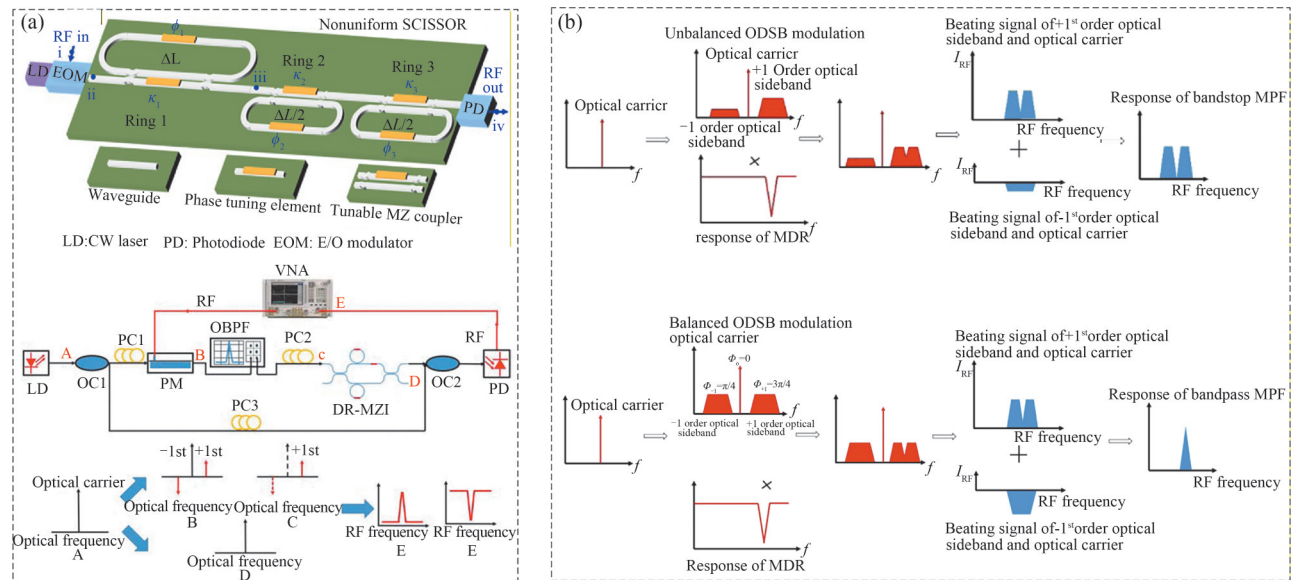 (a)
Nonuniform SCISSOR
ϕ1
RF in
i
ΔL
Ring 2
Ring 3
RF
out
LD
EOM
iii
κ2
κ3
PD
ii
κ1
iv
Ring 1
ΔL/2
ΔL/2
ϕ2
ϕ3
Waveguide
Phase tuning element
Tunable MZ coupler
LD:CW laser PD: Photodiode EOM: E/O modulator
VNA
RF
E
PC1
OBPF
PC2
RF
A
B
c
D
LD
OC1
PM
DR-MZI
OC2
PD
PC3
−1st
+1st
+1st
Optical carrier
Optical frequency
B
Optical frequency
C
Optical frequency
A
Optical frequency
D
RF frequency
E
RF frequency
E
(b)
Unbalanced ODSB modulation
Optical carrier
+1 Order optical
sideband
f
−1 order optical
sideband
Optical carrier
f
×
f
response of MDR
f
Beating signal of+1st order optical
sideband and optical carrier
IRF
RF frequency
+
IRF
RF frequency
Beating signal of-1st order optical
sideband and optical carrier
Response of bandstop MPF
RF frequency
Balanced ODSB modulation
optical carrier
Φo=0
Φ−1=π/4
Φ+1=3π/4
f
−1 order optical
sideband
+1 order optical
sideband
Optical carrier
f
×
f
Response of MDR
f
Beating signal of+1st order optical
sideband and optical carrier
IRF
RF frequency
+
IRF
RF frequency
Beating signal of-1st order optical
sideband and optical carrier
Response of bandpass MPF
RF frequency